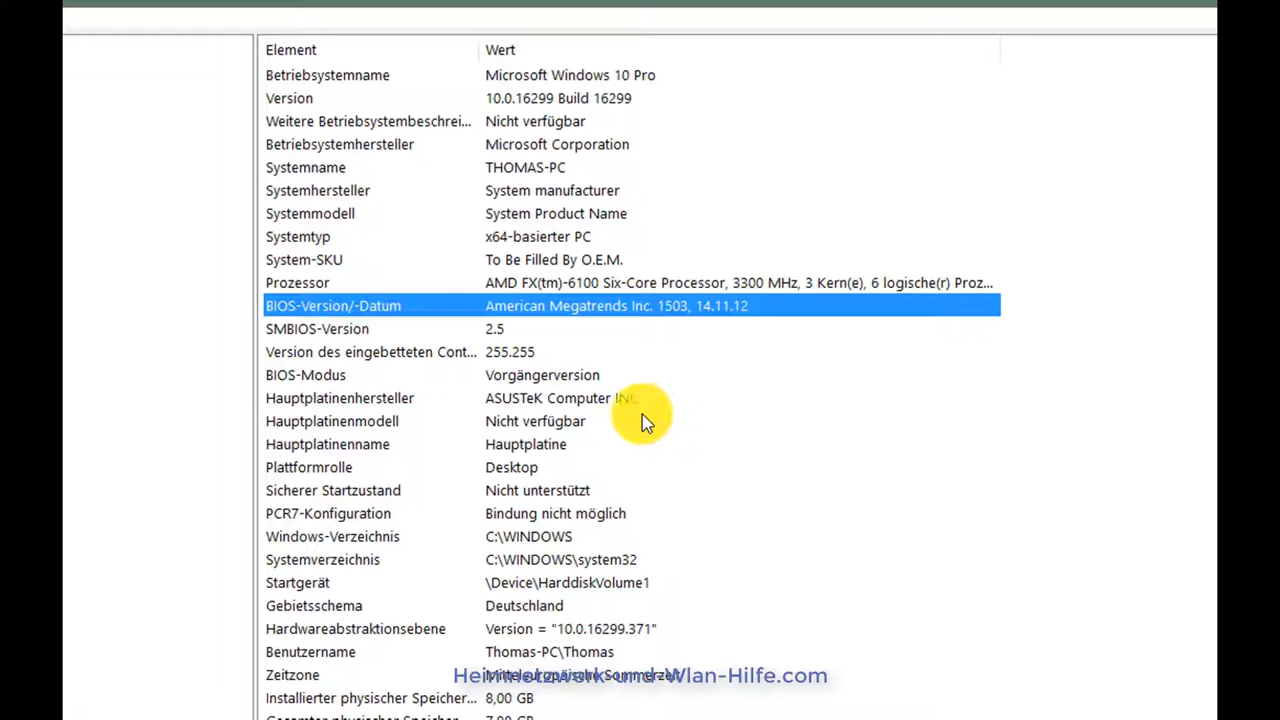 Element Wert
Betriebsystemname Microsoft Windows 10 Pro
Version 10.0.16299 Build 16299
Weitere Betriebsystembeschrei... Nicht verfügbar
Betriebsystemhersteller Microsoft Corporation
Systemname THOMAS-PC
Systemhersteller System manufacturer
Systemmodell System Product Name
Systemtyp x64-basierter PC
System-SKU To Be Filled By O.E.M.
Prozessor AMD FX(tm)-6100 Six-Core Processor, 3300 MHz, 3 Kern(e), 6 logische(r) Proz...
BIOS-Version/-Datum American Megatrends Inc. 1503, 14.11.12
SMBIOS-Version 2.5
Version des eingebetteten Cont... 255.255
BIOS-Modus Vorgängerversion
Hauptplatinenhersteller ASUSTeK Computer INC.
Hauptplatinenmodell Nicht verfügbar
Hauptplatinenname Hauptplatine
Plattformrolle Desktop
Sicherer Startzustand Nicht unterstützt
PCR7-Konfiguration Bindung nicht möglich
Windows-Verzeichnis C:\WINDOWS
Systemverzeichnis C:\WINDOWS\system32
Startgerät \Device\HarddiskVolume1
Gebietsschema Deutschland
Hardwareabstraktionsebene Version = "10.0.16299.371"
Benutzername Thomas-PC\Thomas
Zeitzone Mitteleuropäische Sommerzeit
Heimnetzwerk-und-Wlan-Hilfe.com
Installierter physischer Speicher... 8,00 GB